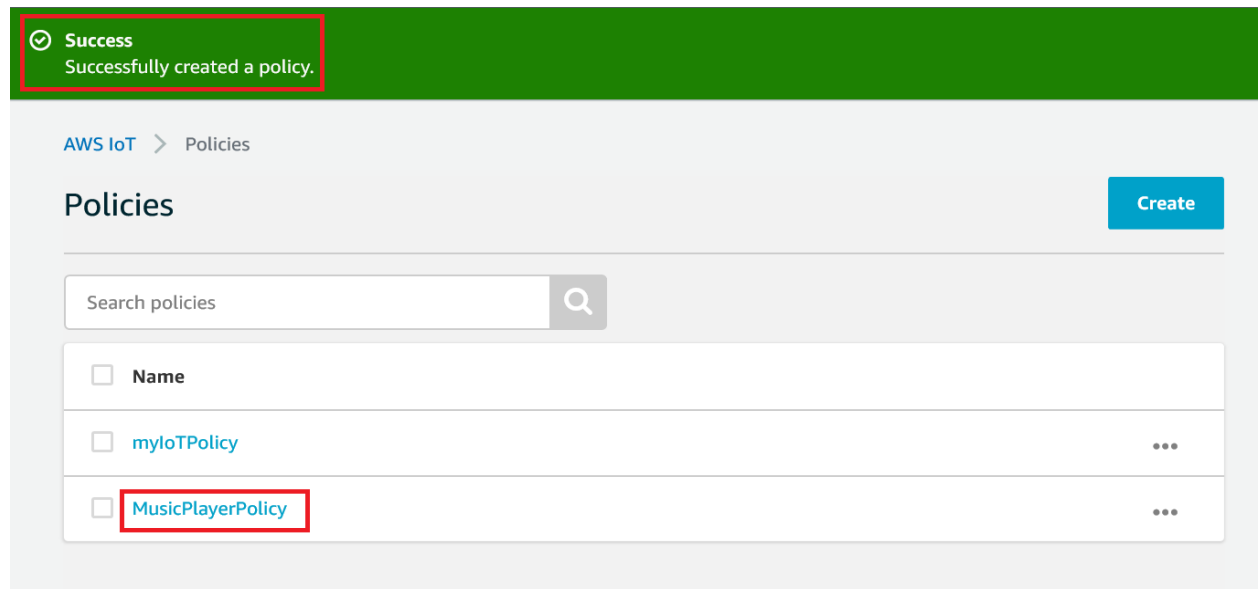 Success
Successfully created a policy.
AWS IoT > Policies
Policies
Create
Search policies
Name
myIoTPolicy
MusicPlayerPolicy